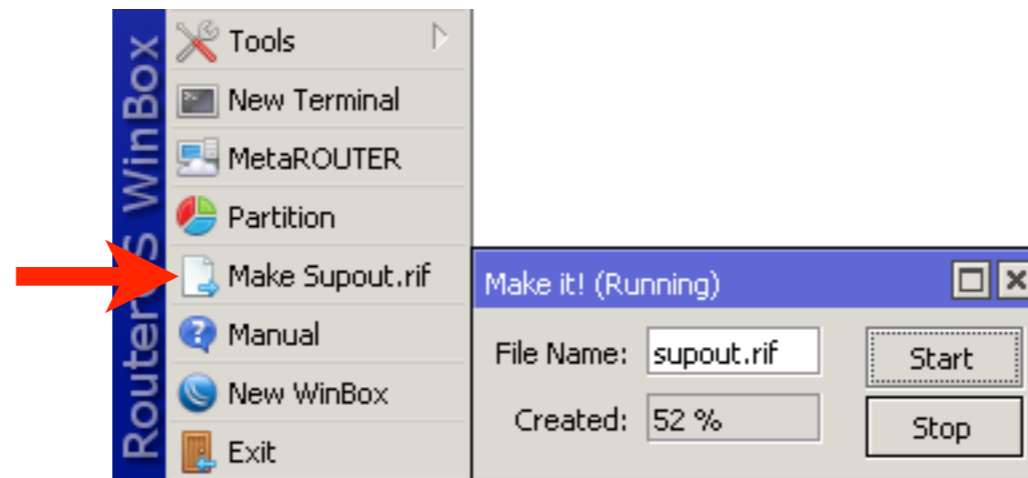 RouterOS WinBox
Tools
New Terminal
MetaROUTER
Partition
Make Supout.rif
Manual
New WinBox
Exit
Make it! (Running)
File Name: supout.rif
Start
Created: 52 %
Stop